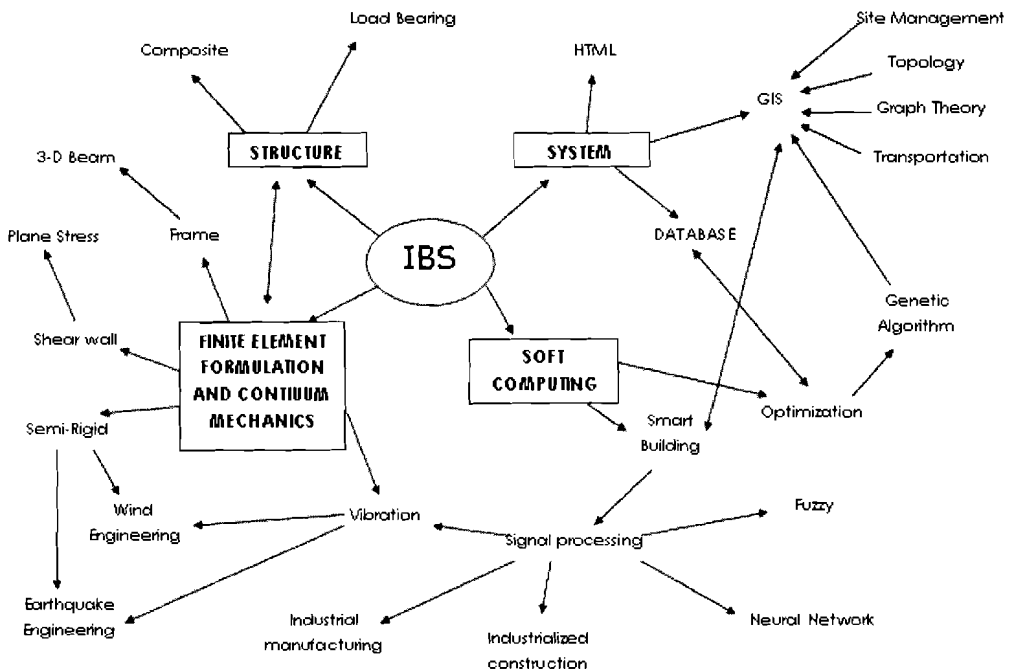 Load Bearing
Site Management
Composite
HTML
Topology
GIS
Graph Theory
STRUCTURE
SYSTEM
3-D Beam
Transportation
Plane Stress
Frame
IBS
DATABASE
Genetic
Algorithm
Shear wall
FINITE ELEMENT
FORMULATION
AND CONTIUUM
MECHANICS
SOFT
COMPUTING
Optimization
Semi-Rigid
Smart
Building
Wind
Engineering
Vibration
Fuzzy
Signal processing
Earthquake
Engineering
Industrial
manufacturing
Industrialized
construction
Neural Network